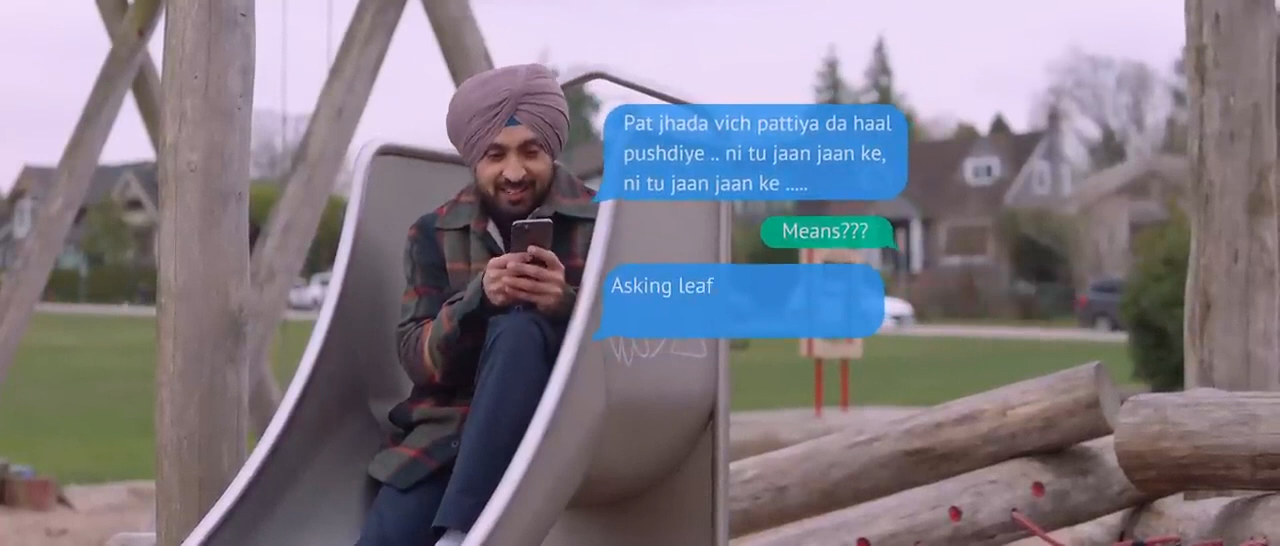 Pat jhada vich pattiya da haal
pushdiye .. ni tu jaan jaan ke,
ni tu jaan jaan ke .....
Means???
Asking leaf